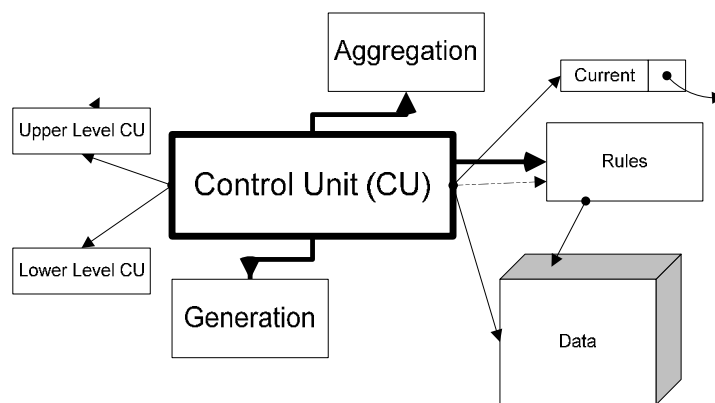 Aggregation
Current
Upper Level CU
Rules
Control Unit (CU)
Lower Level CU
Generation
Data